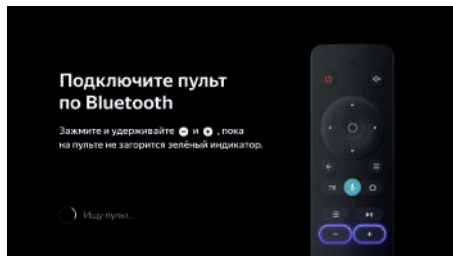 Подключите пульт
по Bluetooth
Зажмите и удерживайте - и + , пока
на пульте не загорится зелёный индикатор.
Ищу пульт...